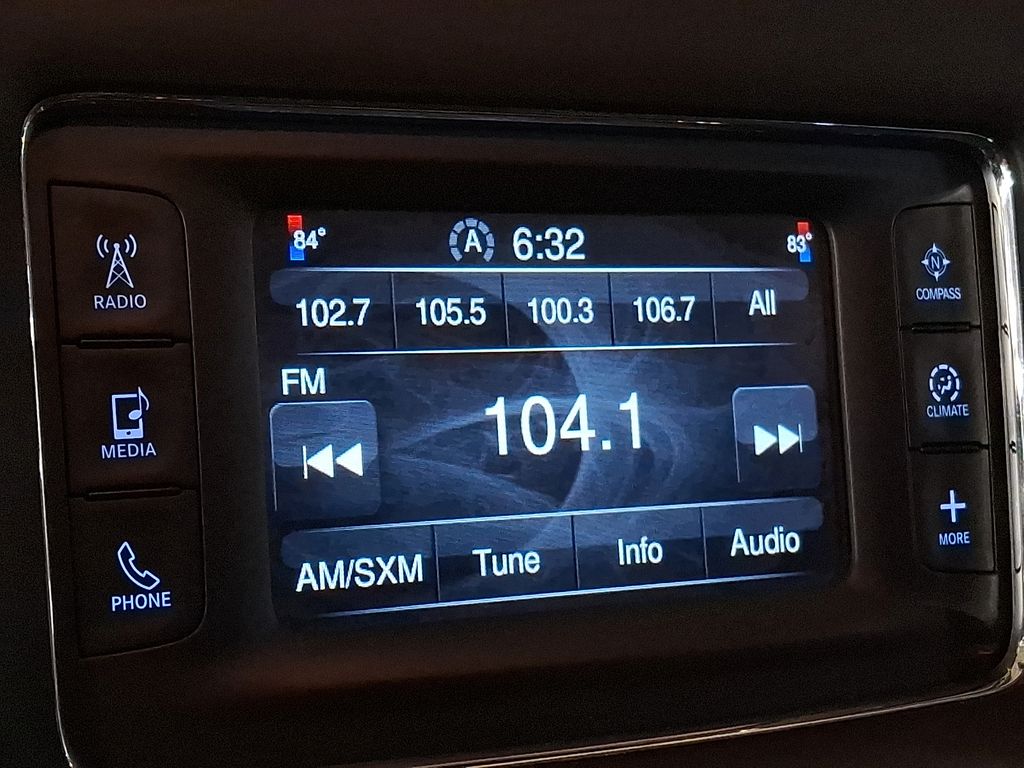 84° A 6:32 83°
102.7 105.5 100.3 106.7 All
FM
104.1
AM/SXM Tune Info Audio
RADIO
MEDIA
PHONE
N
COMPASS
CLIMATE
MORE